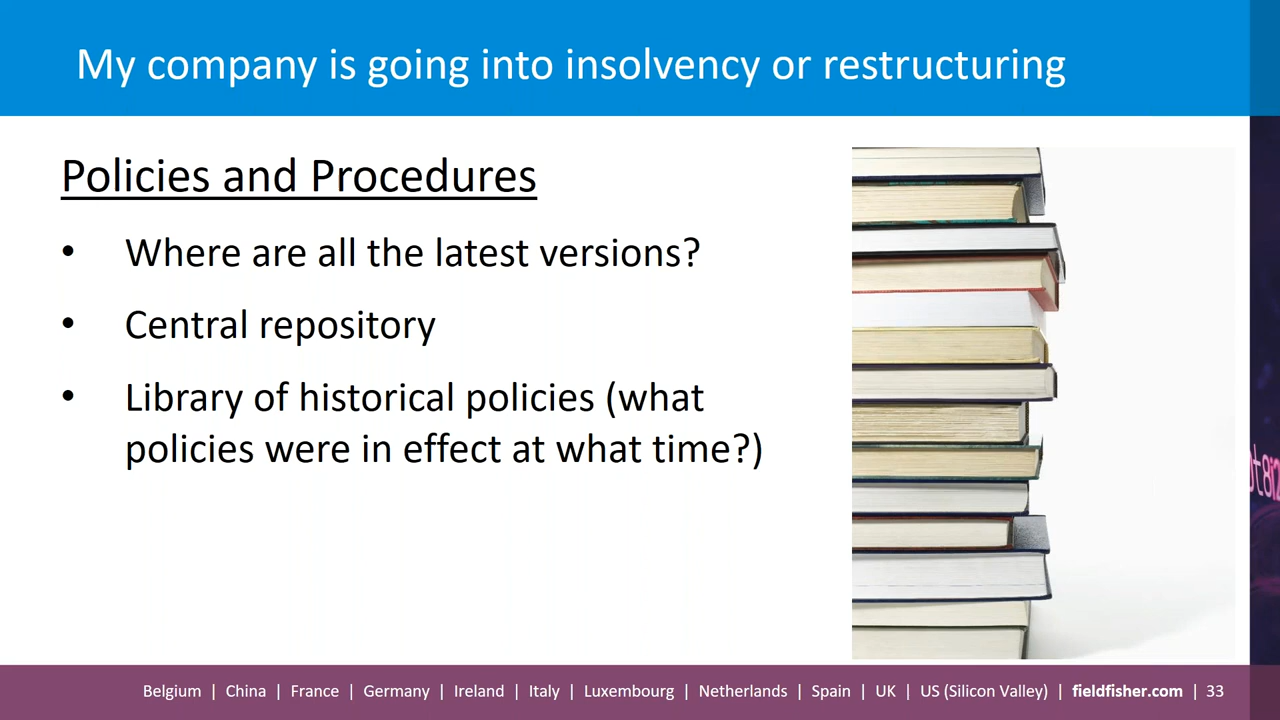 My company is going into insolvency or restructuring
Policies and Procedures
• Where are all the latest versions?
• Central repository
• Library of historical policies (what
policies were in effect at what time?)
Belgium | China | France | Germany | Ireland | Italy | Luxembourg | Netherlands | Spain | UK | US (Silicon Valley) | fieldfisher.com | 33